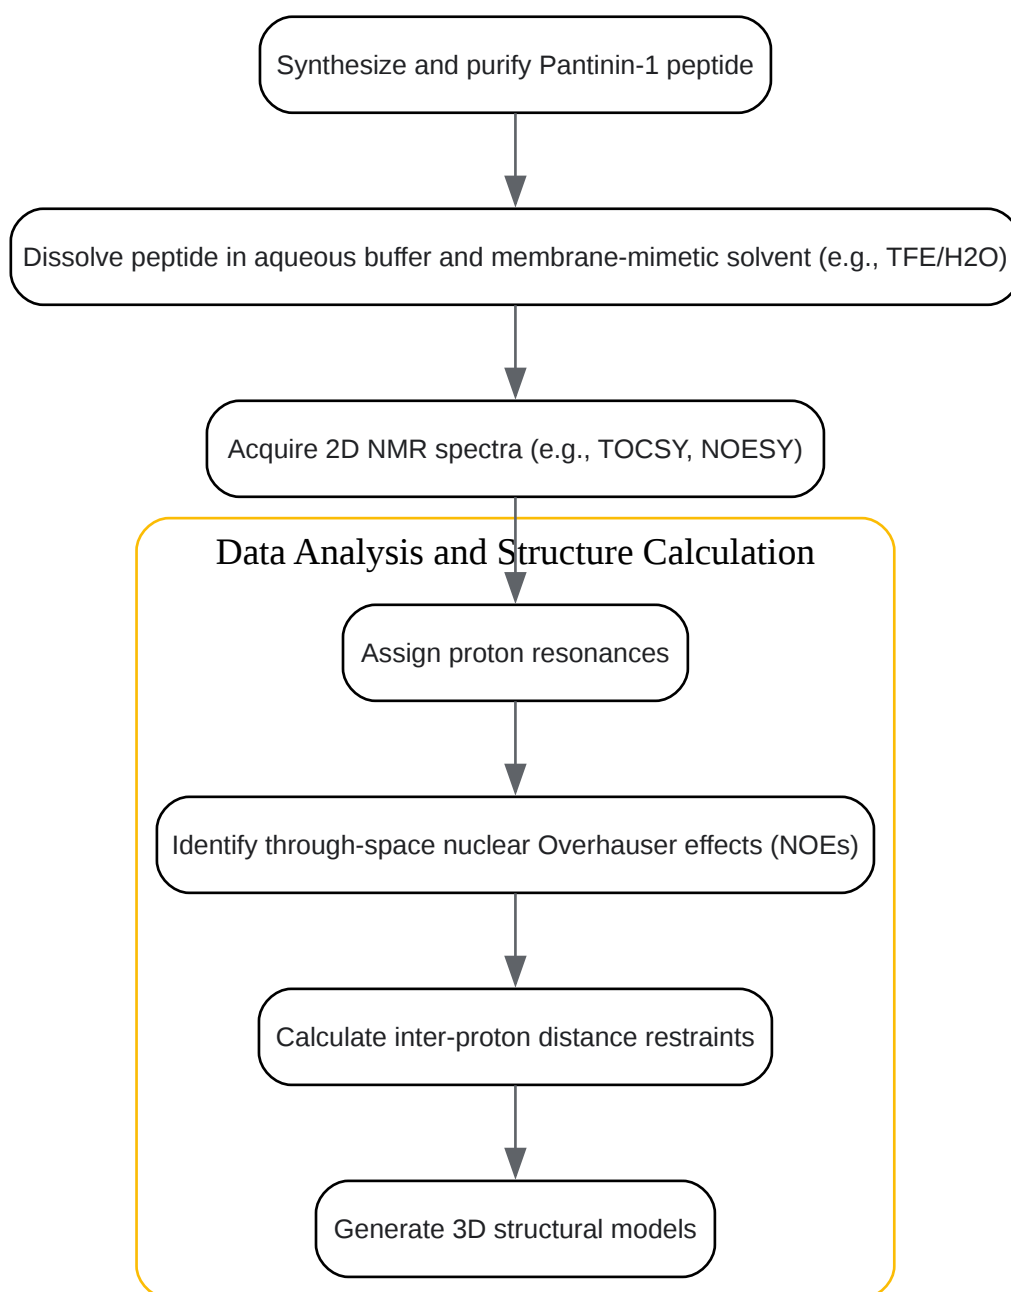 Synthesize and purify Pantinin-1 peptide
Dissolve peptide in aqueous buffer and membrane-mimetic solvent (e.g., TFE/H2O)
Acquire 2D NMR spectra (e.g., TOCSY, NOESY)
Data Analysis and Structure Calculation
Assign proton resonances
Identify through-space nuclear Overhauser effects (NOEs)
Calculate inter-proton distance restraints
Generate 3D structural models